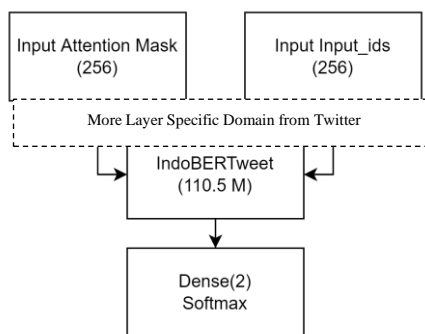 Input Attention Mask
(256)
Input Input_ids
(256)
More Layer Specific Domain from Twitter
IndoBERTweet
(110.5 M)
Dense(2)
Softmax